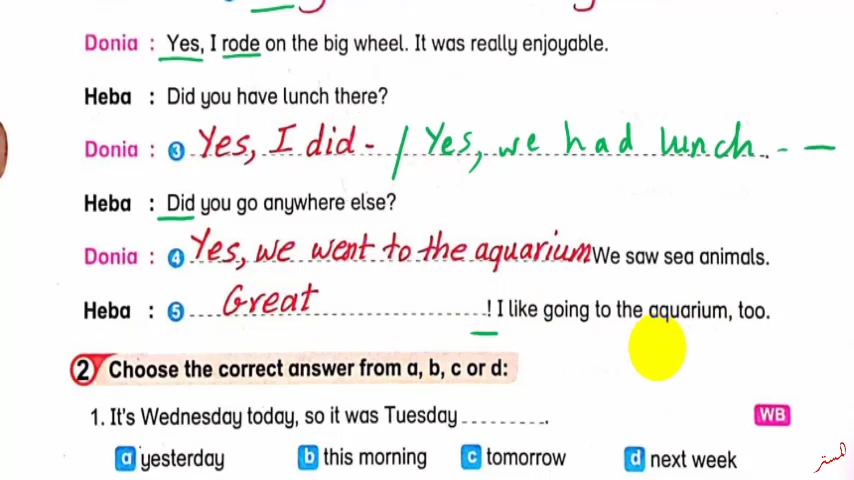 Donia : Yes, I rode on the big wheel. It was really enjoyable.
Heba : Did you have lunch there?
Donia : 3 Yes, I did - / Yes, we had lunch - -
Heba : Did you go anywhere else?
Donia : 4 Yes, we went to the aquarium We saw sea animals.
Heba : 5 Great ! I like going to the aquarium, too.
2 Choose the correct answer from a, b, c or d:
1. It's Wednesday today, so it was Tuesday ............ . WB
a yesterday b this morning c tomorrow d next week